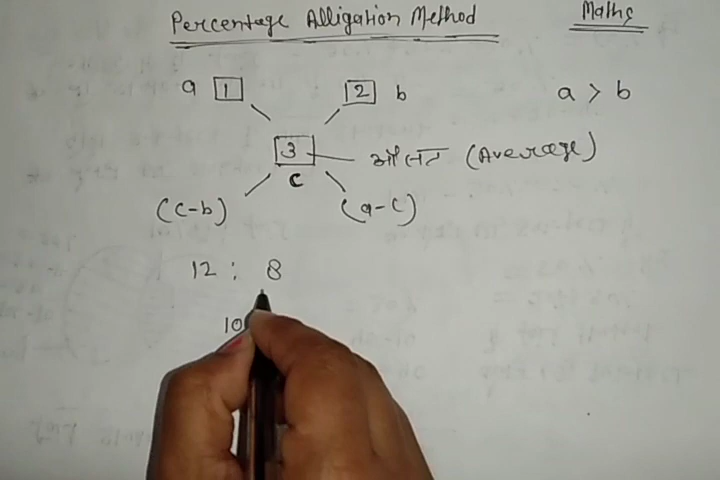 Percentage Alligation Method Maths
a 1 2 b a > b
3 औसत (Average)
c
(c-b) (a-c)
12 : 8
10